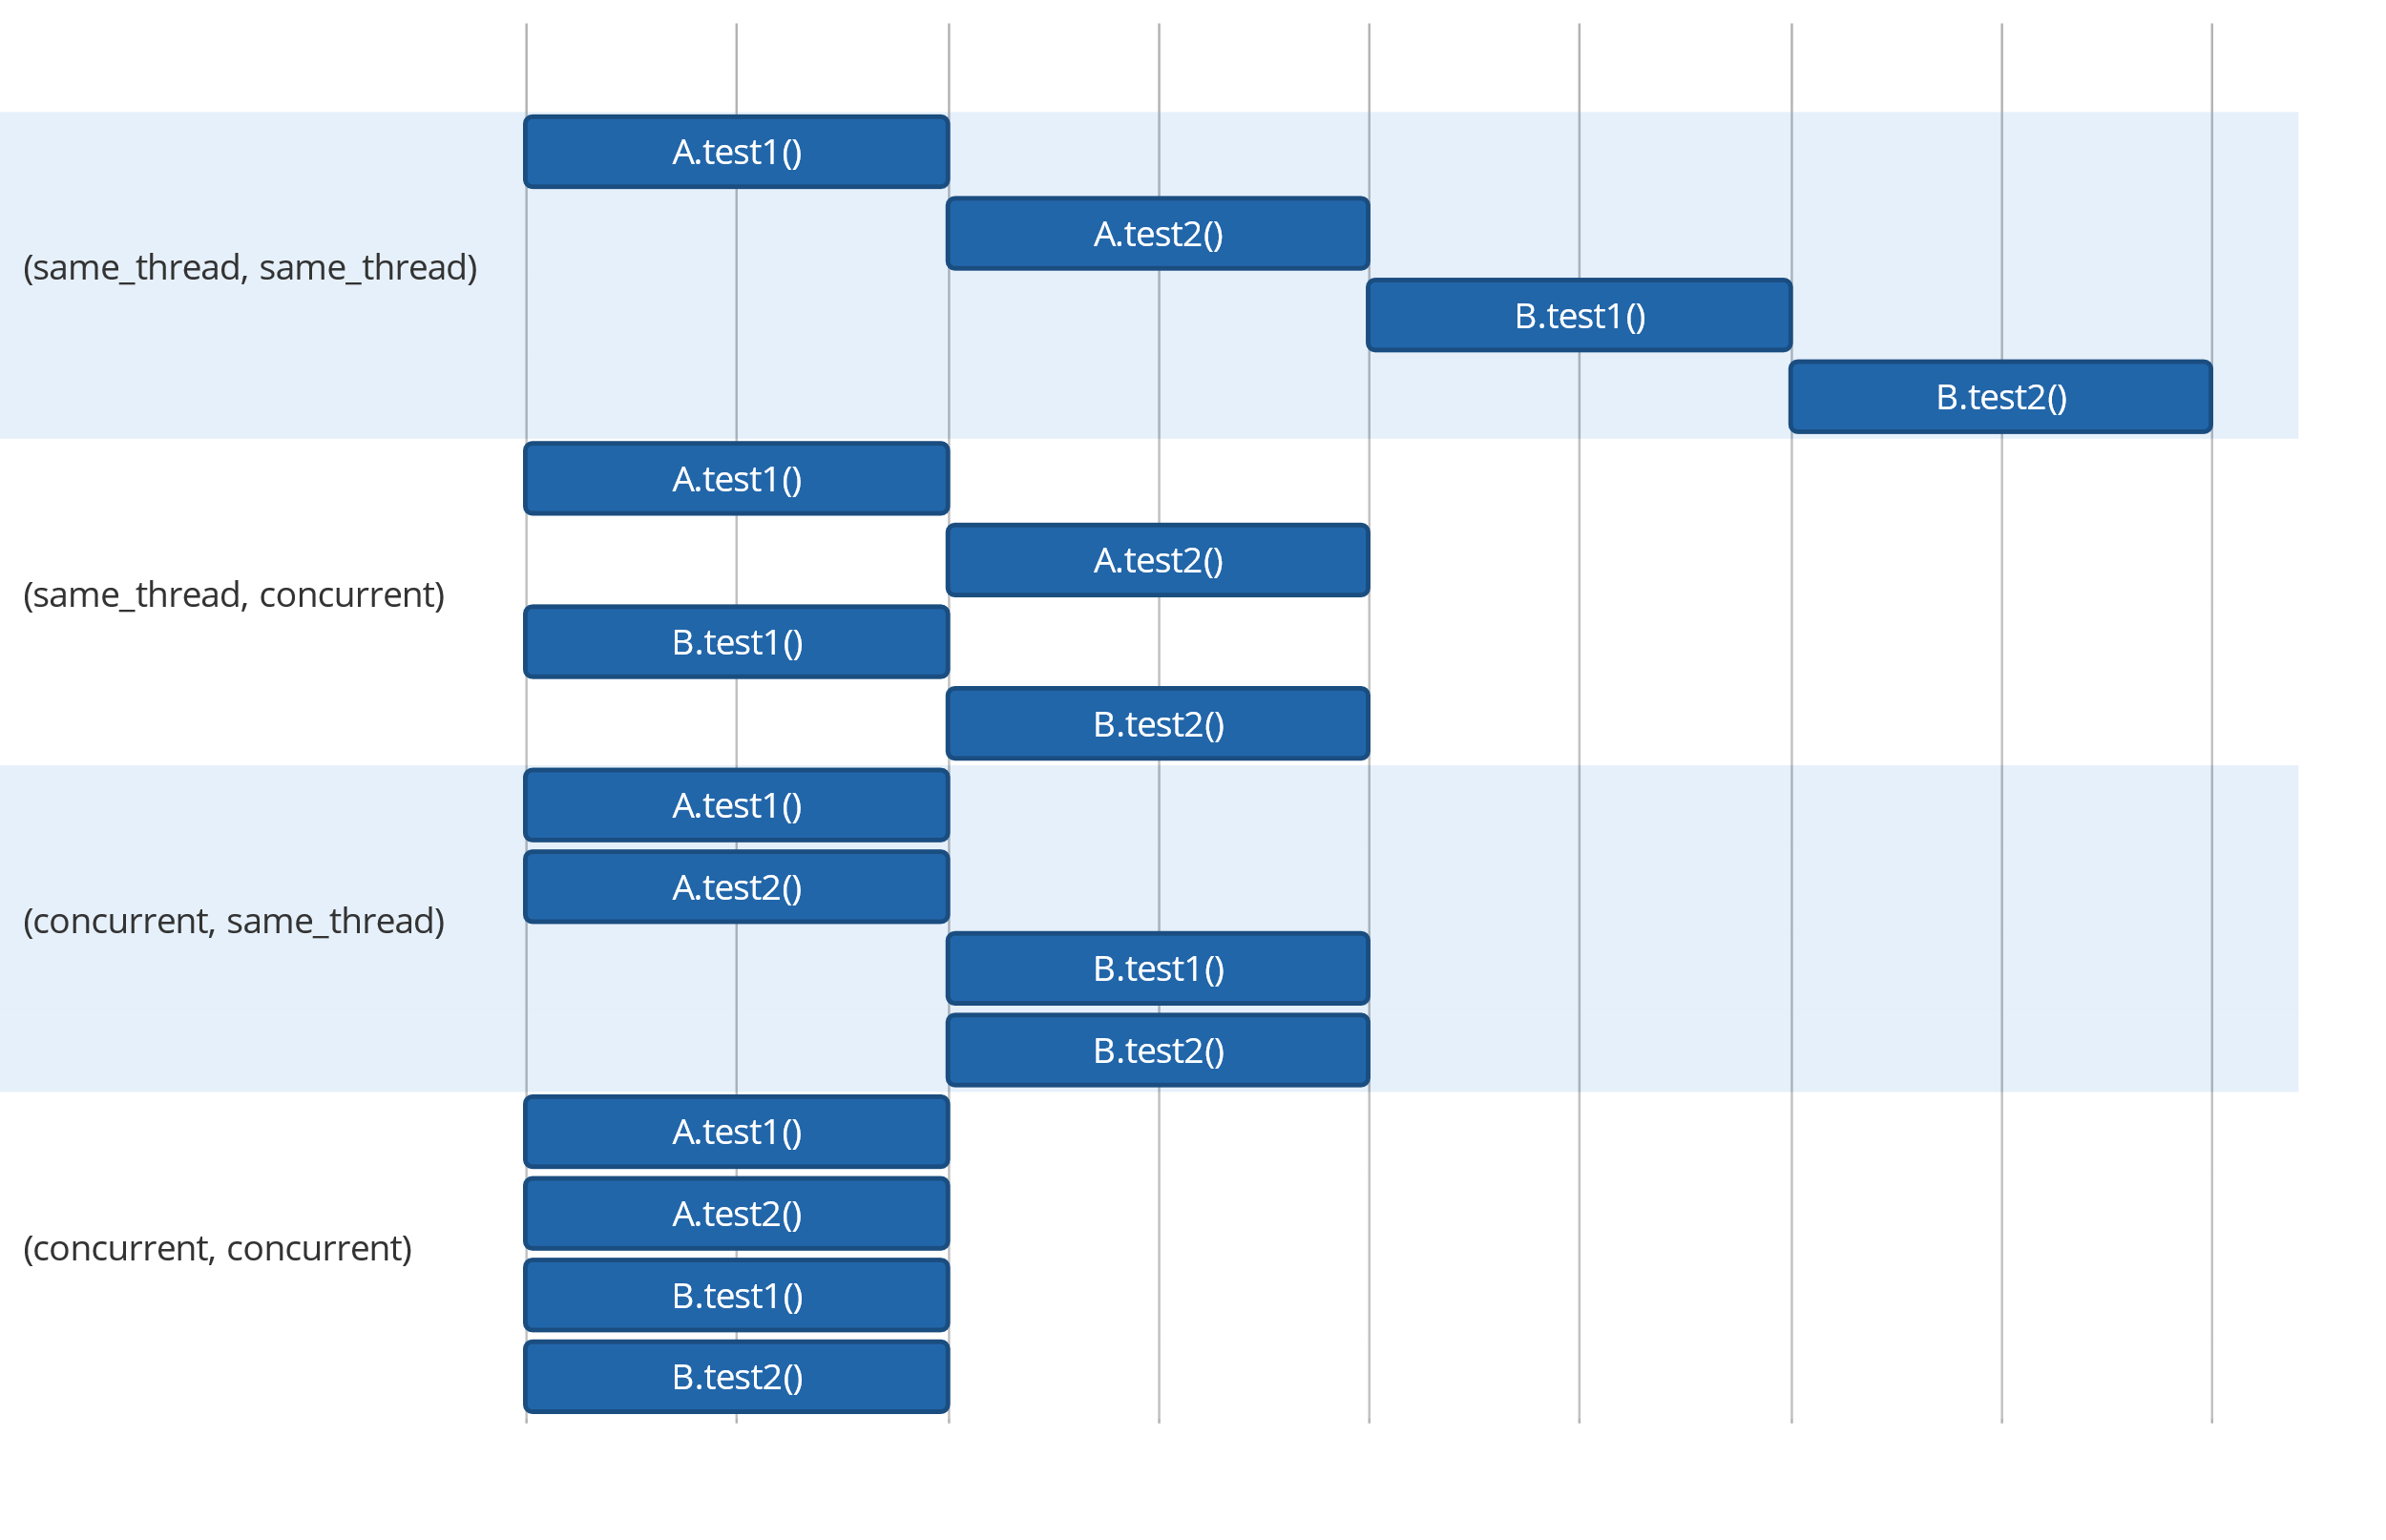 A.test1()
A.test2()
(same_thread, same_thread)
B.test1()
B.test2()
A.test1()
A.test2()
(same_thread, concurrent)
B.test1()
B.test2()
A.test1()
A.test2()
(concurrent, same_thread)
B.test1()
B.test2()
A.test1()
A.test2()
(concurrent, concurrent)
B.test1()
B.test2()